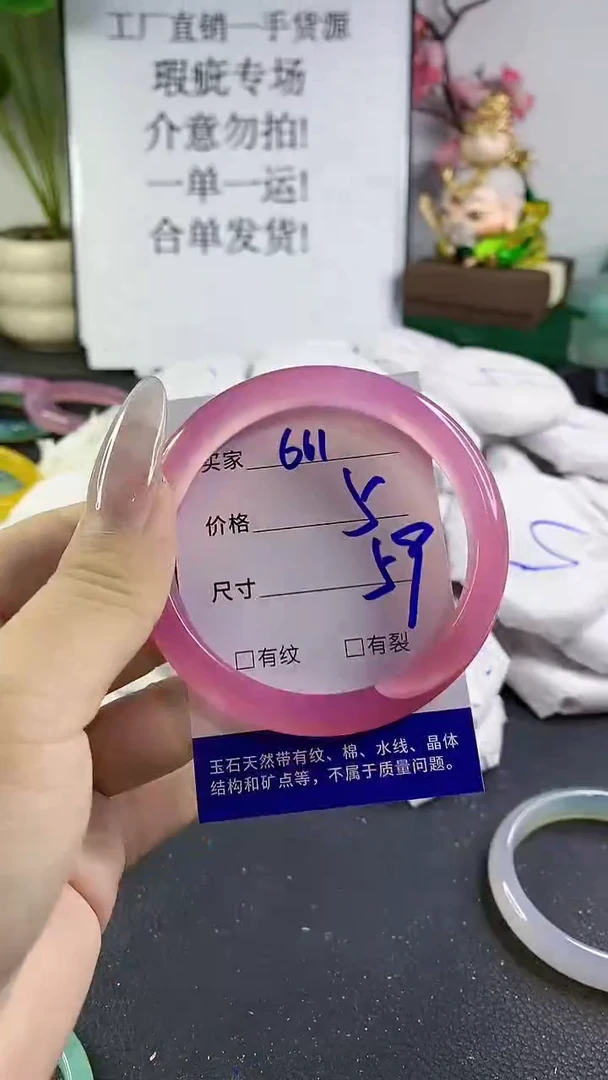 工厂直销一手货源
瑕疵专场
介意勿拍!
一单一运!
合单发货!
买家 611
价格 5
尺寸 59
□有纹 □有裂
玉石天然带有纹、棉、水线、晶体
结构和矿点等，不属于质量问题。